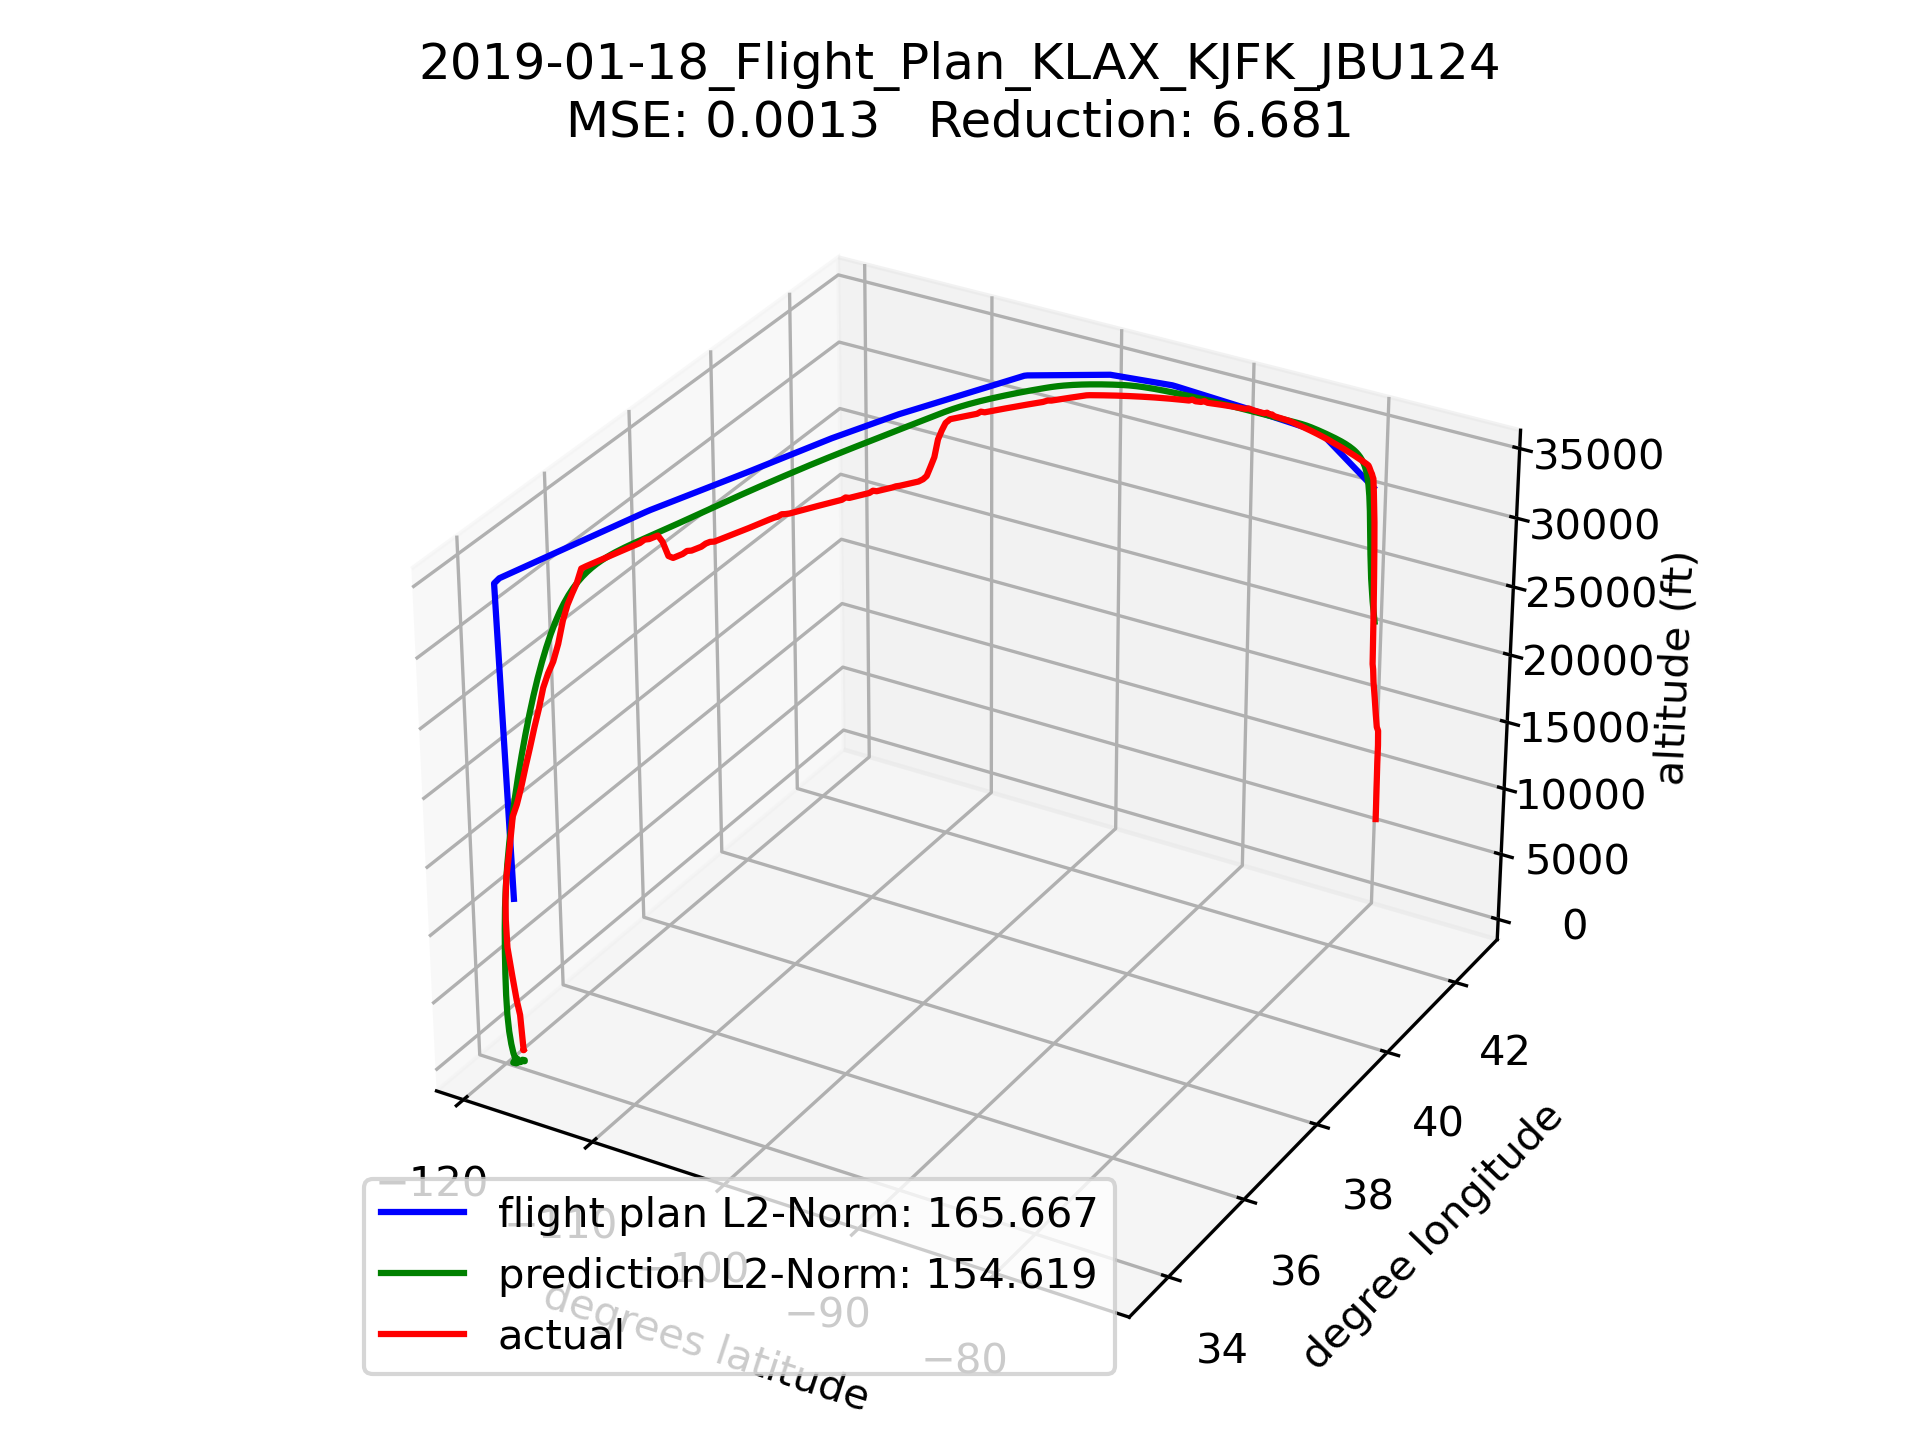 2019-01-18_Flight_Plan_KLAX_KJFK_JBU124
MSE: 0.0013   Reduction: 6.681
35000
30000
25000
20000
15000
10000
5000
0
altitude (ft)
42
40
38
36
34
degree longitude
−120
−110
−100
−90
−80
degrees latitude
flight plan L2-Norm: 165.667
prediction L2-Norm: 154.619
actual